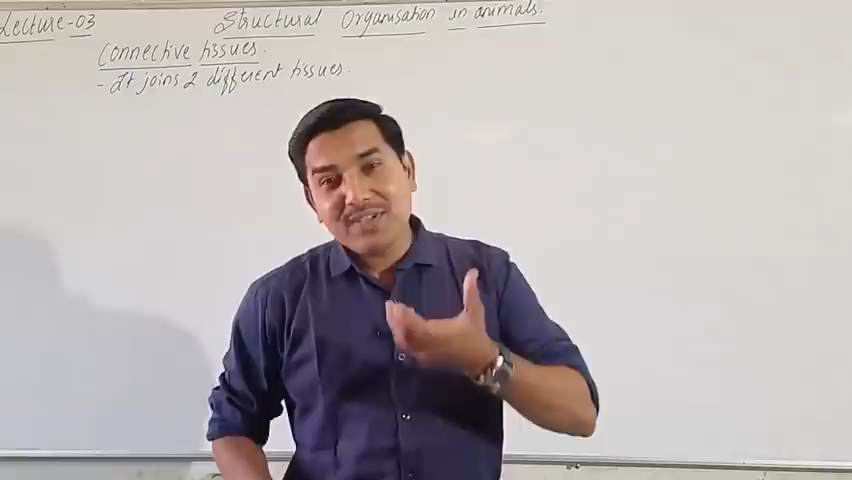 Lecture-03
Structural Organisation in animals.
Connective tissues.
- It joins 2 different tissues.